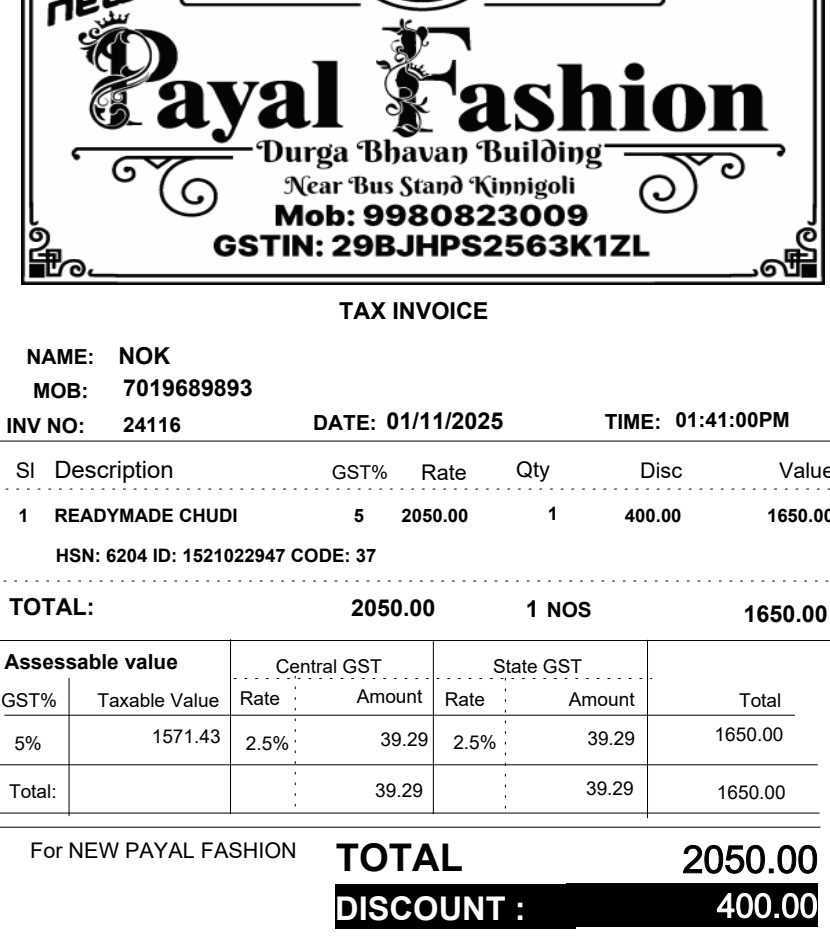 new
Payal Fashion
Durga Bhavan Building
Near Bus Stand Kinnigoli
Mob: 9980823009
GSTIN: 29BJHPS2563K1ZL
TAX INVOICE
NAME: NOK
MOB: 7019689893
INV NO: 24116 DATE: 01/11/2025 TIME: 01:41:00PM
Sl Description GST% Rate Qty Disc Value
1 READYMADE CHUDI 5 2050.00 1 400.00 1650.00
HSN: 6204 ID: 1521022947 CODE: 37
TOTAL: 2050.00 1 NOS 1650.00
Assessable value Central GST State GST
GST% Taxable Value Rate Amount Rate Amount Total
5% 1571.43 2.5% 39.29 2.5% 39.29 1650.00
Total: 39.29 39.29 1650.00
For NEW PAYAL FASHION TOTAL 2050.00
DISCOUNT : 400.00